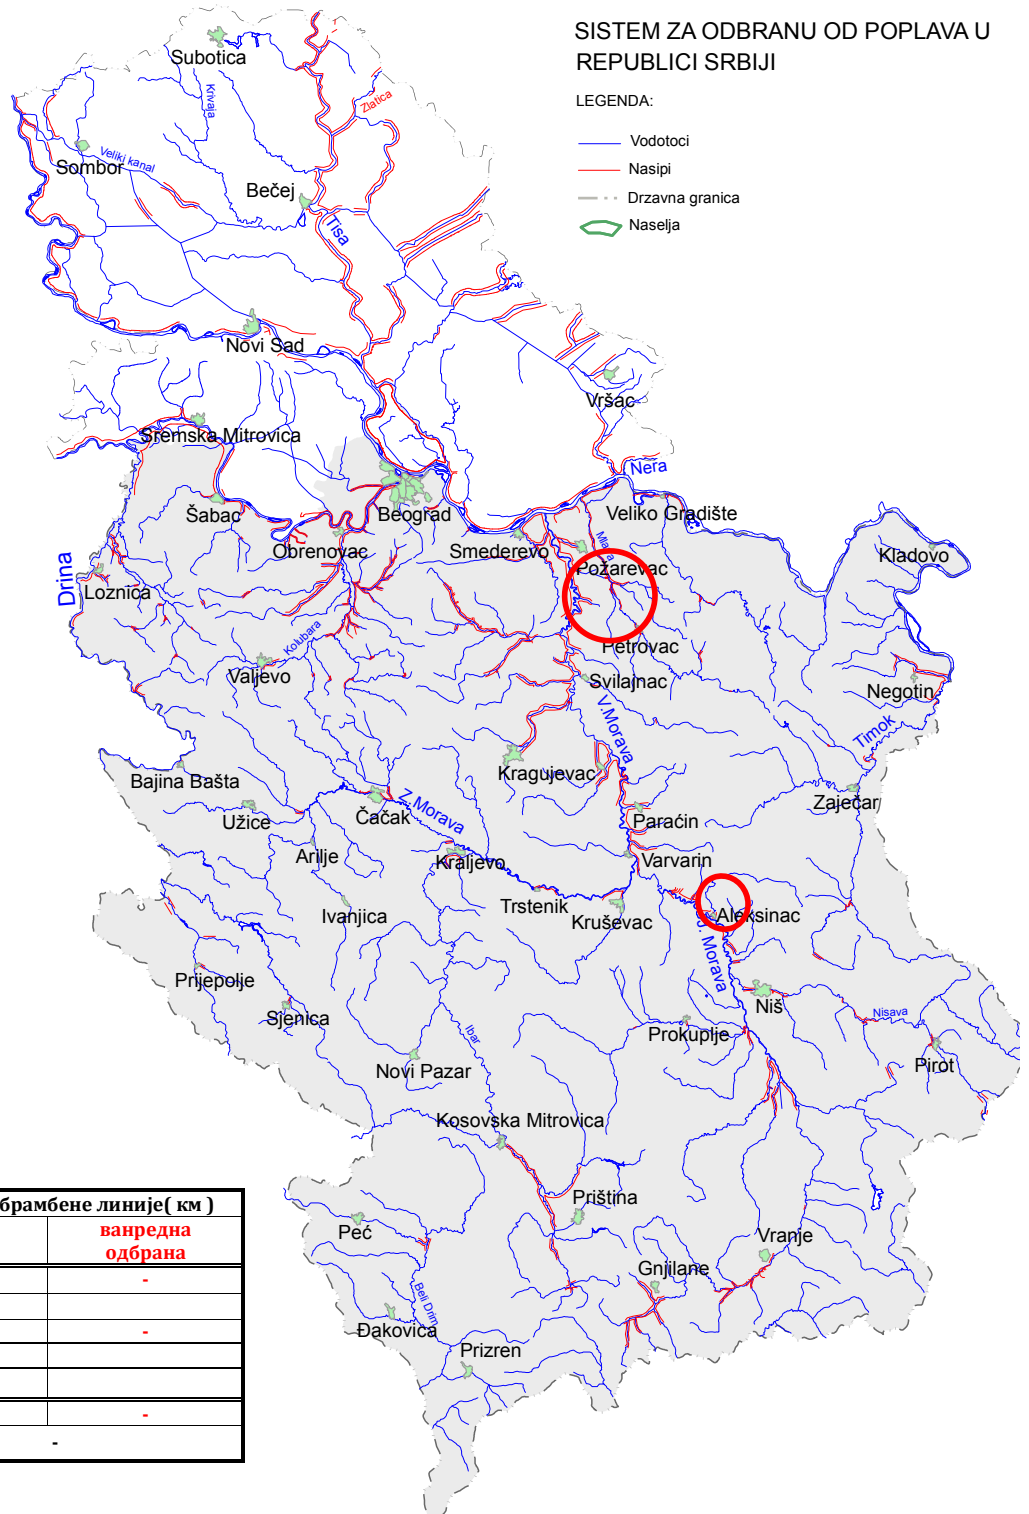 SISTEM ZA ODBRANU OD POPLAVA U
REPUBLICI SRBIJI
LEGENDA:
Vodotoci
Nasipi
Drzavna granica
Naselja
Subotica
Krivaja
Zlatica
Sombor
Veliki kanal
Bečej
Tisa
Novi Sad
Vršac
Sremska Mitrovica
Nera
Šabac
Beograd
Veliko Gradište
Obrenovac
Smederevo
Kladovo
Drina
Loznica
Požarevac
Kolubara
Petrovac
Valjevo
Svilajnac
Negotin
V.Morava
Timok
Bajina Bašta
Kragujevac
Zaječar
Užice
Čačak
Z.Morava
Paraćin
Arilje
Kraljevo
Varvarin
Ivanjica
Trstenik
Kruševac
Aleksinac
J. Morava
Prijepolje
Sjenica
Niš
Nisava
Ibar
Prokuplje
Pirot
Novi Pazar
Kosovska Mitrovica
Priština
Peć
Vranje
Gnjilane
Beli Drim
Đakovica
Prizren
брамбене линије( км )
ванредна
одбрана
-
-
-
-